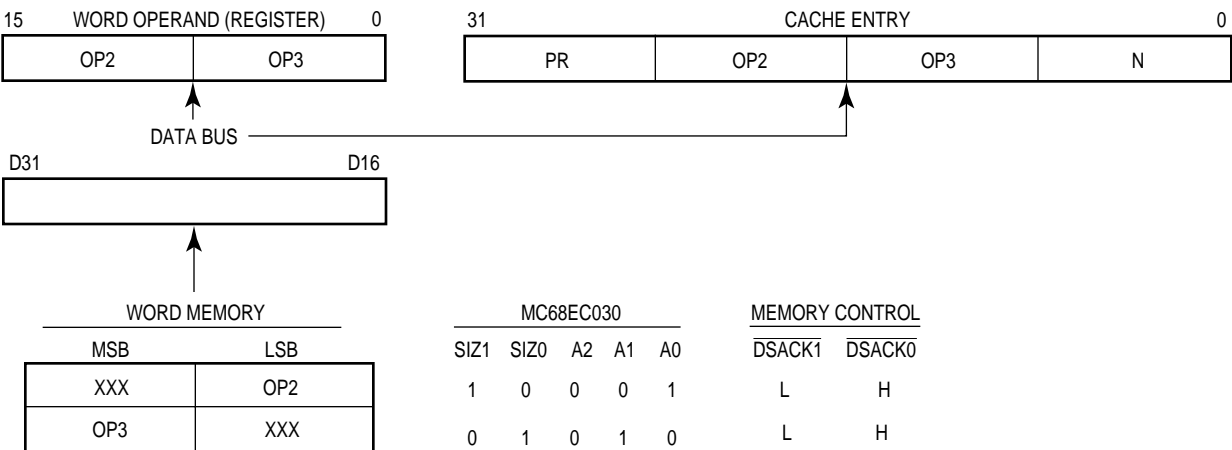 15 WORD OPERAND (REGISTER) 0 31 CACHE ENTRY 0
OP2 OP3 PR OP2 OP3 N
DATA BUS
D31 D16
WORD MEMORY MC68EC030 MEMORY CONTROL
MSB LSB SIZ1 SIZ0 A2 A1 A0 DSACK1 DSACK0
XXX OP2 1 0 0 0 1 L H
OP3 XXX 0 1 0 1 0 L H